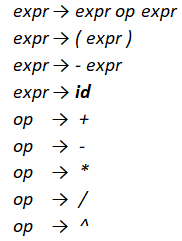 expr → expr op expr
expr → ( expr )
expr → - expr
expr → id
op → +
op → -
op → *
op → /
op → ^